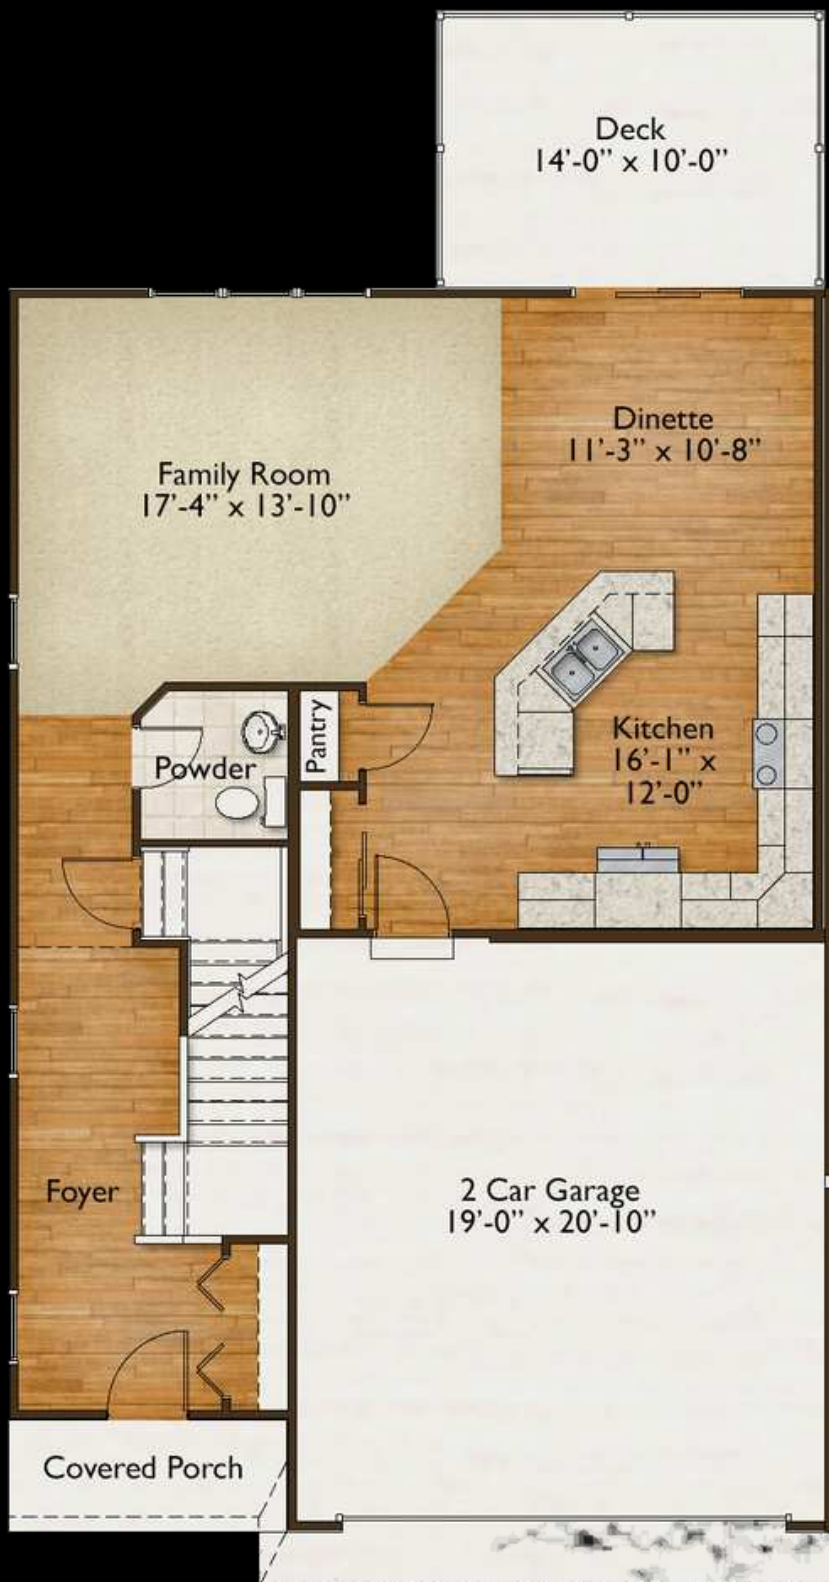 Deck
14'-0” x 10'-0”
Dinette
11'-3” x 10'-8”
Family Room
17'-4” x 13'-10”
Kitchen
16'-1” x
12'-0”
Pantry
Powder
Foyer
2 Car Garage
19'-0” x 20'-10”
Covered Porch